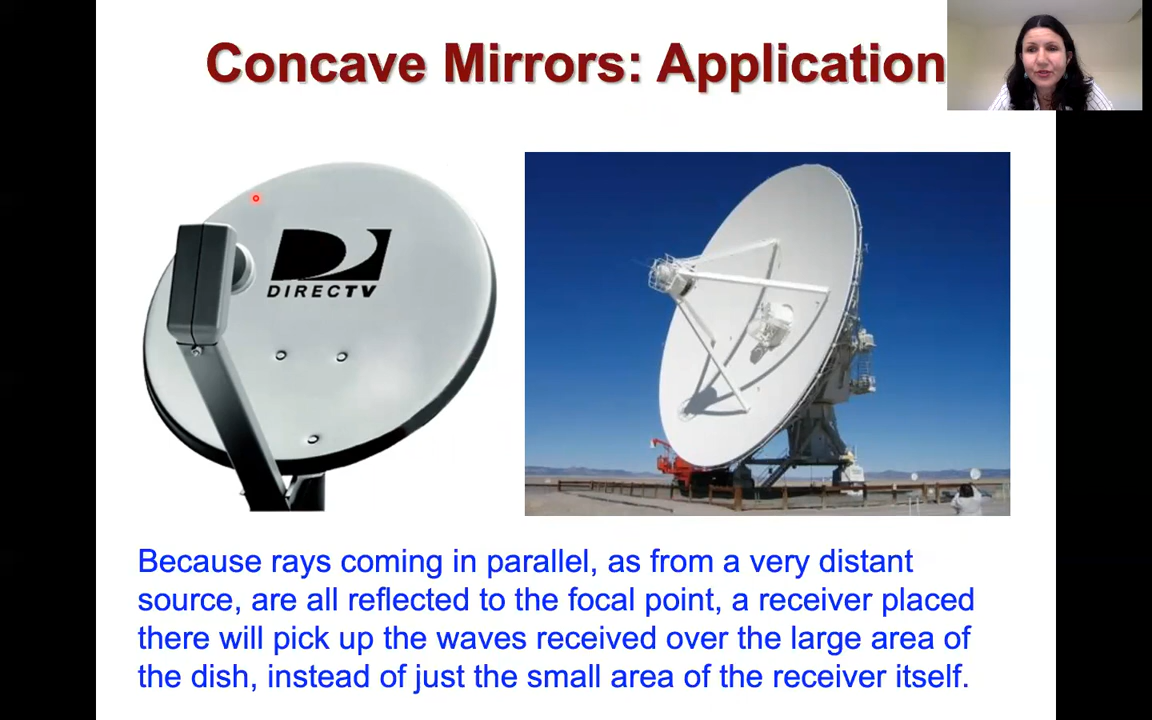 Concave Mirrors: Application
DIRECTV
Because rays coming in parallel, as from a very distant
source, are all reflected to the focal point, a receiver placed
there will pick up the waves received over the large area of
the dish, instead of just the small area of the receiver itself.